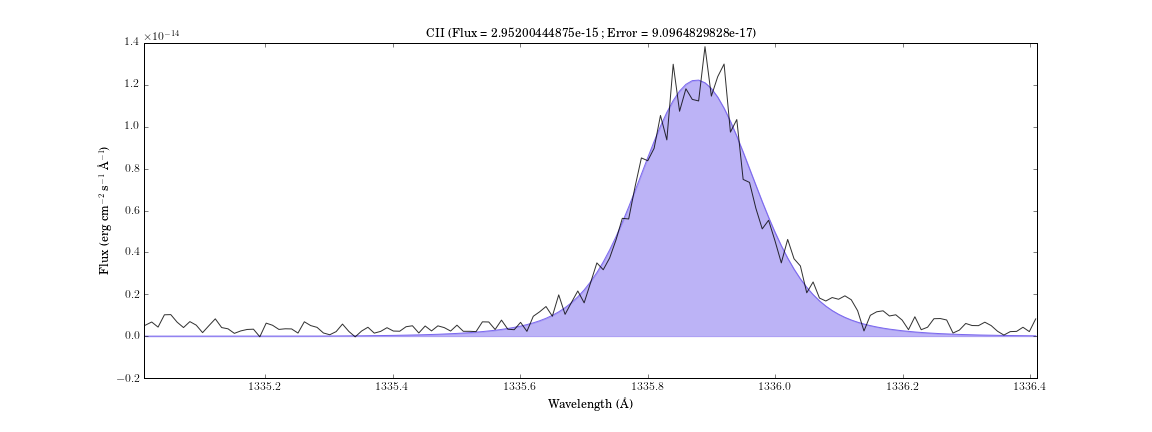 CII (Flux = 2.95200444875e-15 ; Error = 9.0964829828e-17)
×10⁻¹⁴
1.4
1.2
1.0
0.8
0.6
0.4
0.2
0.0
−0.2
Flux (erg cm⁻² s⁻¹ Å⁻¹)
1335.2 1335.4 1335.6 1335.8 1336.0 1336.2 1336.4
Wavelength (Å)